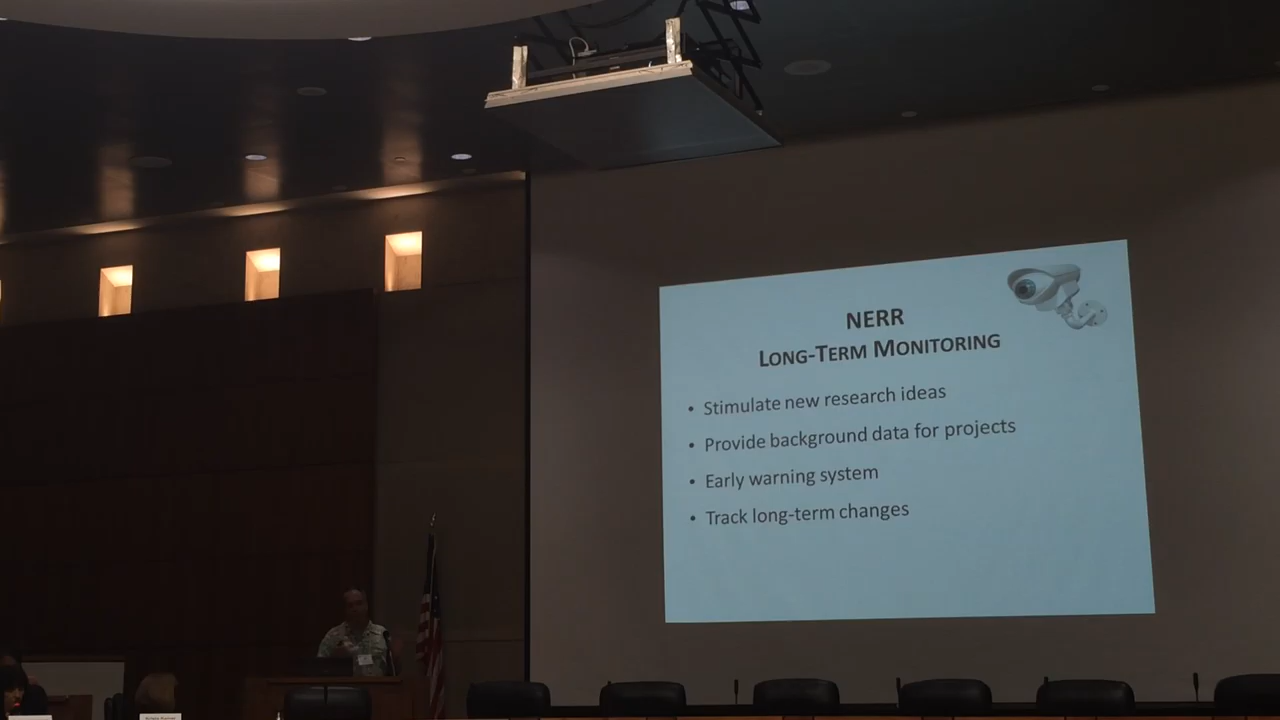 NERR
LONG-TERM MONITORING
• Stimulate new research ideas
• Provide background data for projects
• Early warning system
• Track long-term changes